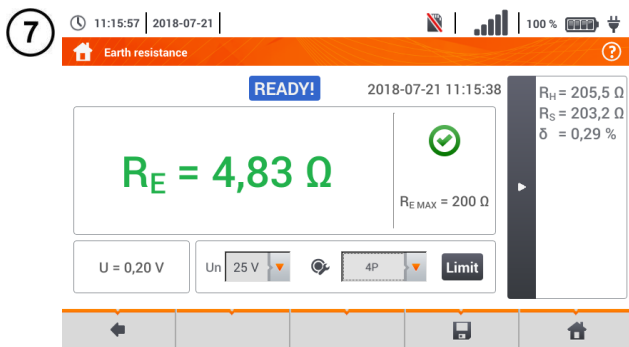 7
11:15:57 2018-07-21 100 %
Earth resistance ?
READY! 2018-07-21 11:15:38
RE = 4,83 Ω
RE MAX = 200 Ω
RH = 205,5 Ω
RS = 203,2 Ω
δ = 0,29 %
U = 0,20 V Un 25 V 4P Limit